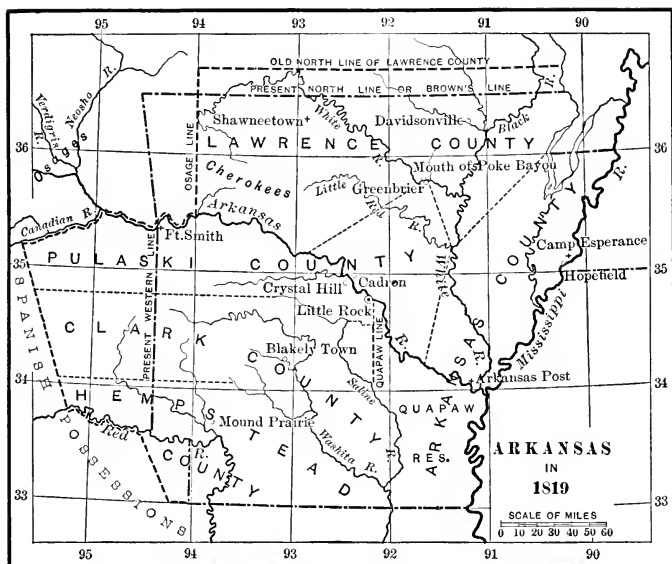 95 94 93 92 91 90
OLD NORTH LINE OF LAWRENCE COUNTY
PRESENT NORTH LINE OR BROWN'S LINE
Verdigris R.
Neosho R.
Osages
Shawneetown
White R.
Davidsonville
Black R.
36
LAWRENCE COUNTY
36
OSAGE LINE
Cherokees
Mouth of Poke Bayou
Little Red R.
Greenbrier
Arkansas R.
Canadian R.
Ft. Smith
White R.
Camp Esperance
Hopefield
Mississippi R.
35
PULASKI COUNTY
35
Crystal Hill
Cadron
Little Rock
PRESENT WESTERN LINE
SPANISH POSSESSIONS
CLARK COUNTY
Blakely Town
QUAPAW LINE
Saline R.
ARKANSAS COUNTY
Arkansas Post
34
34
HEMPSTEAD COUNTY
Mound Prairie
Washita R.
QUAPAW
RES.
Red R.
ARKANSAS
IN
1819
33
33
SCALE OF MILES
0 10 20 30 40 50 60
95 94 93 92 91 90